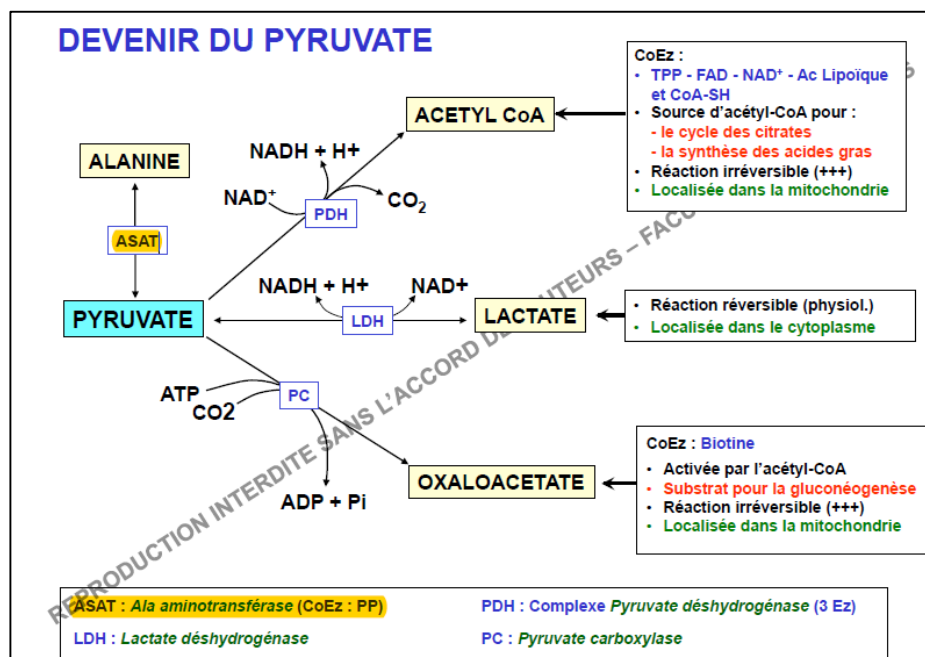 DEVENIR DU PYRUVATE
CoEz :
• TPP - FAD - NAD+ - Ac Lipoïque
et CoA-SH
• Source d'acétyl-CoA pour :
- le cycle des citrates
- la synthèse des acides gras
• Réaction irréversible (+++)
• Localisée dans la mitochondrie
ACETYL CoA
ALANINE
NADH + H+
NAD+
CO2
PDH
ASAT
PYRUVATE
NADH + H+
NAD+
LDH
LACTATE
• Réaction réversible (physiol.)
• Localisée dans le cytoplasme
ATP
CO2
PC
ADP + Pi
OXALOACETATE
CoEz : Biotine
• Activée par l'acétyl-CoA
• Substrat pour la gluconéogenèse
• Réaction irréversible (+++)
• Localisée dans la mitochondrie
REPRODUCTION INTERDITE SANS L'ACCORD DE UTEURS – FACU
ASAT : Ala aminotransférase (CoEz : PP)
PDH : Complexe Pyruvate déshydrogénase (3 Ez)
LDH : Lactate déshydrogénase
PC : Pyruvate carboxylase